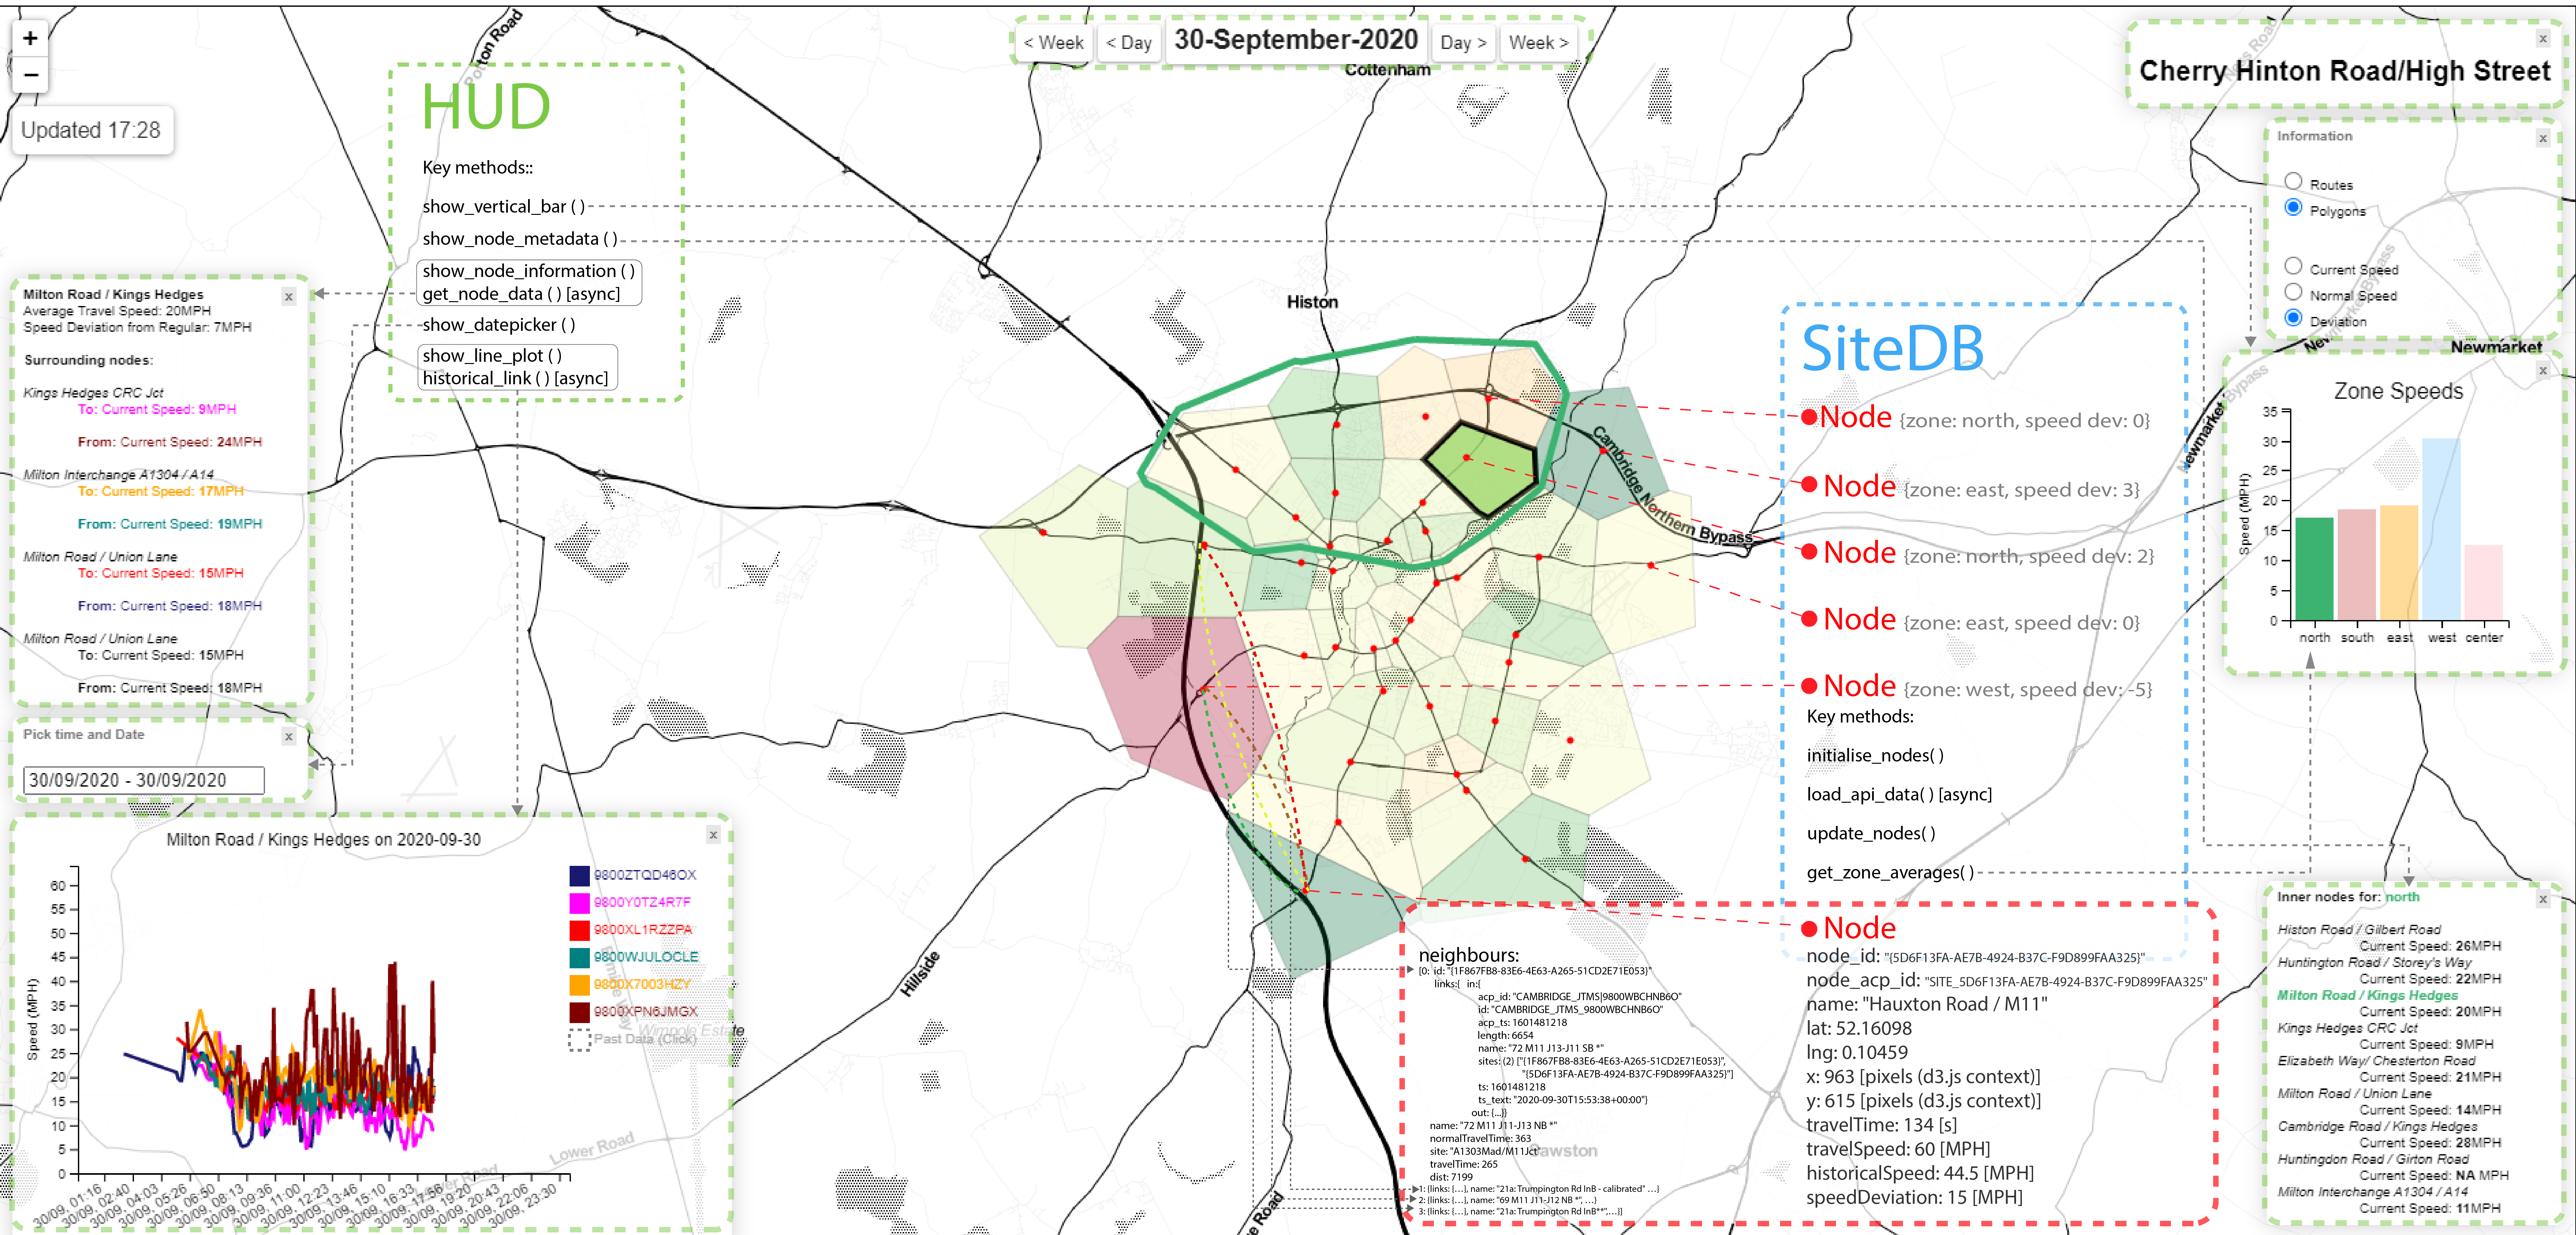 +
−
Updated 17:28
Potton Road
< Week
< Day
30-September-2020
Day >
Week >
Cottenham
x
Cherry Hinton Road/High Street
HUD
Key methods::
show_vertical_bar ( )
show_node_metadata ( )
show_node_information ( )
get_node_data ( ) [async]
show_datepicker ( )
show_line_plot ( )
historical_link ( ) [async]
Information
x
Routes
Polygons
Current Speed
Normal Speed
Deviation
Newmarket
Newmarket Bypass
Histon
Cambridge Northern Bypass
Milton Road / Kings Hedges
x
Average Travel Speed: 20MPH
Speed Deviation from Regular: 7MPH
Surrounding nodes:
Kings Hedges CRC Jct
To: Current Speed: 9MPH
From: Current Speed: 24MPH
Milton Interchange A1304 / A14
To: Current Speed: 17MPH
From: Current Speed: 19MPH
Milton Road / Union Lane
To: Current Speed: 15MPH
From: Current Speed: 18MPH
Milton Road / Union Lane
To: Current Speed: 15MPH
From: Current Speed: 18MPH
Pick time and Date
x
30/09/2020 - 30/09/2020
SiteDB
Node {zone: north, speed dev: 0}
Node {zone: east, speed dev: 3}
Node {zone: north, speed dev: 2}
Node {zone: east, speed dev: 0}
Node {zone: west, speed dev: -5}
Key methods:
initialise_nodes( )
load_api_data( ) [async]
update_nodes( )
get_zone_averages( )
x
Zone Speeds
Speed (MPH)
35
30
25
20
15
10
5
0
north south east west center
Milton Road / Kings Hedges on 2020-09-30
x
Speed (MPH)
60
55
50
45
40
35
30
25
20
15
10
5
0
30/09, 01:16
30/09, 02:40
30/09, 04:03
30/09, 05:26
30/09, 06:50
30/09, 08:13
30/09, 09:36
30/09, 11:00
30/09, 12:23
30/09, 13:46
30/09, 15:10
30/09, 16:33
30/09, 17:56
30/09, 19:20
30/09, 20:43
30/09, 22:06
30/09, 23:30
9800ZTQD46OX
9800Y0TZ4R7F
9800XL1RZZPA
9800WJULOCLE
9800X7003HZY
9800XPN6JMGX
Past Data (Click)
Wimpole Estate
Lower Road
Hillside
neighbours:
[0: id: "{1F867FB8-83E6-4E63-A265-51CD2E71E053}"
links:{ in:{
acp_id: "CAMBRIDGE_JTMS|9800WBCHNB6O"
id: "CAMBRIDGE_JTMS_9800WBCHNB6O"
acp_ts: 1601481218
length: 6654
name: "72 M11 J13-J11 SB *"
sites: (2) ["{1F867FB8-83E6-4E63-A265-51CD2E71E053}",
"{5D6F13FA-AE7B-4924-B37C-F9D899FAA325}"]
ts: 1601481218
ts_text: "2020-09-30T15:53:38+00:00"}
out: {...}}
name: "72 M11 J11-J13 NB *"
normalTravelTime: 363
site: "A1303Mad/M11Jct"
travelTime: 265
dist: 7199
1: {links: {…}, name: "21a: Trumpington Rd InB - calibrated" …}
2: {links: {…}, name: "69 M11 J11-J12 NB *", …}
3: {links: {…}, name: "21a: Trumpington Rd InB**",…}]
Sawston
Node
node_id: "{5D6F13FA-AE7B-4924-B37C-F9D899FAA325}"
node_acp_id: "SITE_5D6F13FA-AE7B-4924-B37C-F9D899FAA325"
name: "Hauxton Road / M11"
lat: 52.16098
lng: 0.10459
x: 963 [pixels (d3.js context)]
y: 615 [pixels (d3.js context)]
travelTime: 134 [s]
travelSpeed: 60 [MPH]
historicalSpeed: 44.5 [MPH]
speedDeviation: 15 [MPH]
Inner nodes for: north
x
Histon Road / Gilbert Road
Current Speed: 26MPH
Huntington Road / Storey's Way
Current Speed: 22MPH
Milton Road / Kings Hedges
Current Speed: 20MPH
Kings Hedges CRC Jct
Current Speed: 9MPH
Elizabeth Way/ Chesterton Road
Current Speed: 21MPH
Milton Road / Union Lane
Current Speed: 14MPH
Cambridge Road / Kings Hedges
Current Speed: 28MPH
Huntingdon Road / Girton Road
Current Speed: NA MPH
Milton Interchange A1304 / A14
Current Speed: 11MPH